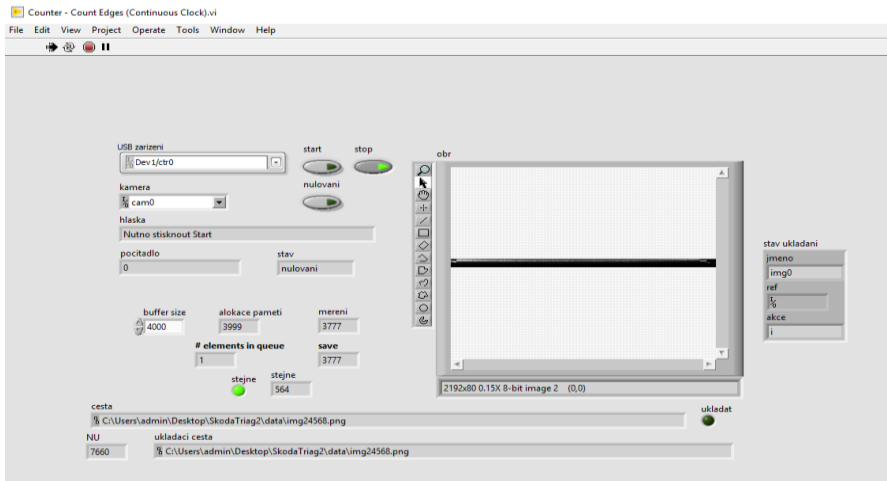 Counter - Count Edges (Continuous Clock).vi
File Edit View Project Operate Tools Window Help
USB zarizeni
Dev1/ctr0
start
stop
kamera
cam0
nulovani
hlaska
Nutno stisknout Start
pocitadlo
0
stav
nulovani
buffer size
4000
alokace pameti
3999
mereni
3777
# elements in queue
1
save
3777
stejne
stejne
564
obr
2192x80 0.15X 8-bit image 2 (0,0)
stav ukladani
jmeno
img0
ref
akce
i
cesta
C:\Users\admin\Desktop\SkodaTriag2\data\img24568.png
ukladat
NU
7660
ukladaci cesta
C:\Users\admin\Desktop\SkodaTriag2\data\img24568.png